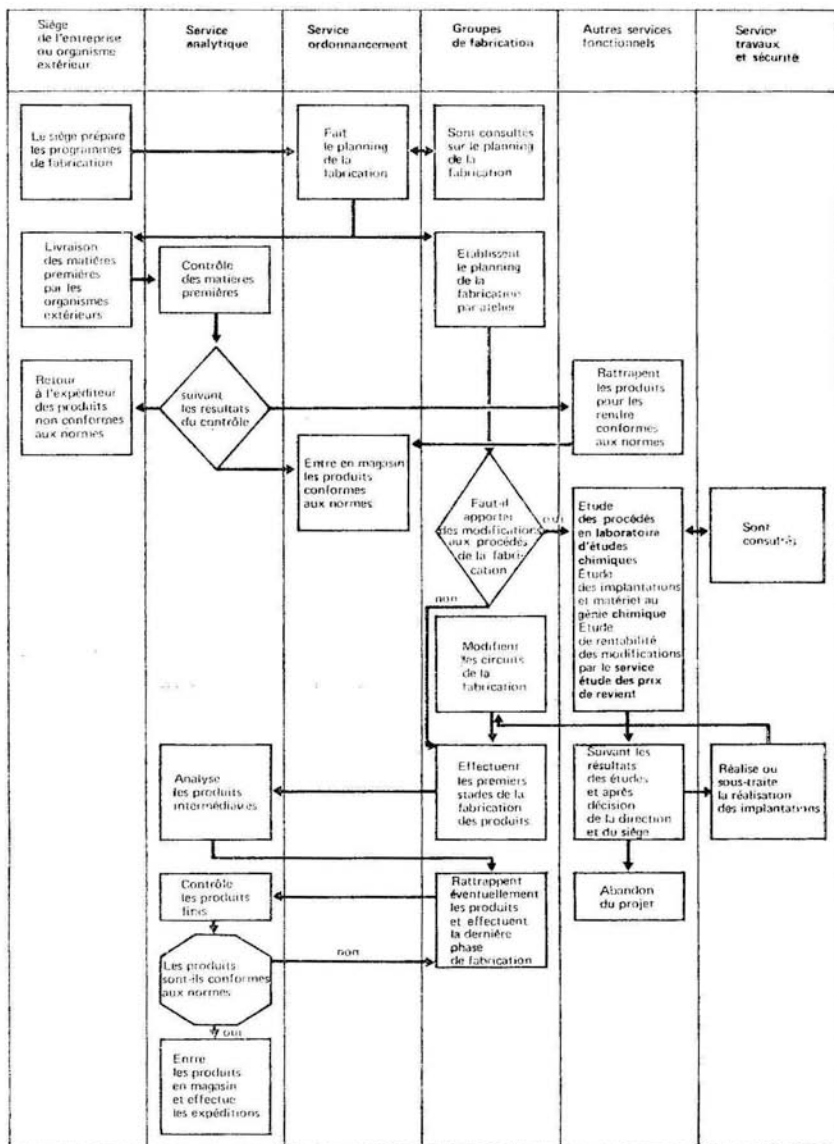 Siège
de l'entreprise
ou organisme
extérieur
Service
analytique
Service
ordonnancement
Groupes
de fabrication
Autres services
fonctionnels
Service
travaux
et sécurité
Le siège prépare
les programmes
de fabrication
Fait
le planning
de la
fabrication
Sont consultés
sur le planning
de la
fabrication
Livraison
des matières
premières
par les
organismes
extérieurs
Contrôle
des matières
premières
Etablissent
le planning
de la
fabrication
par atelier
Retour
à l'expéditeur
des produits
non conformes
aux normes
suivant
les résultats
du contrôle
Rattrapent
les produits
pour les
rendre
conformes
aux normes
Entre en magasin
les produits
conformes
aux normes
Faut-il
apporter
des modifications
aux procédés
de la fabri-
cation
oui
non
Etude
des procédés
en laboratoire
d'études
chimiques
Étude
des implantations
et matériel au
génie chimique
Etude
de rentabilité
des modifications
par le service
étude des prix
de revient
Sont
consultés
Modifient
les circuits
de la
fabrication
Analyse
les produits
intermédiaires
Effectuent
les premiers
stades de la
fabrication
des produits
Suivant les
résultats
des études
et après
décision
de la direction
et du siège
Réalise ou
sous-traite
la réalisation
des implantations
Contrôle
les produits
finis
Rattrappent
éventuellement
les produits
et effectuent
la dernière
phase
de fabrication
Abandon
du projet
Les produits
sont-ils conformes
aux normes
non
oui
Entre
les produits
en magasin
et effectue
les expéditions